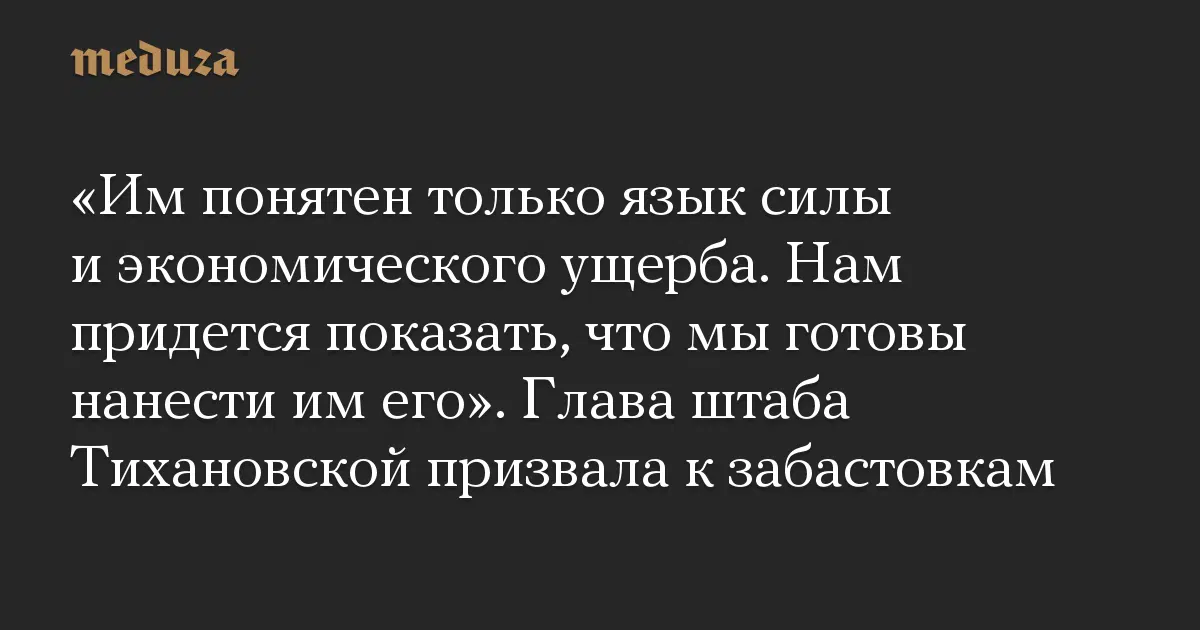 meduza
«Им понятен только язык силы
и экономического ущерба. Нам
придется показать, что мы готовы
нанести им его». Глава штаба
Тихановской призвала к забастовкам